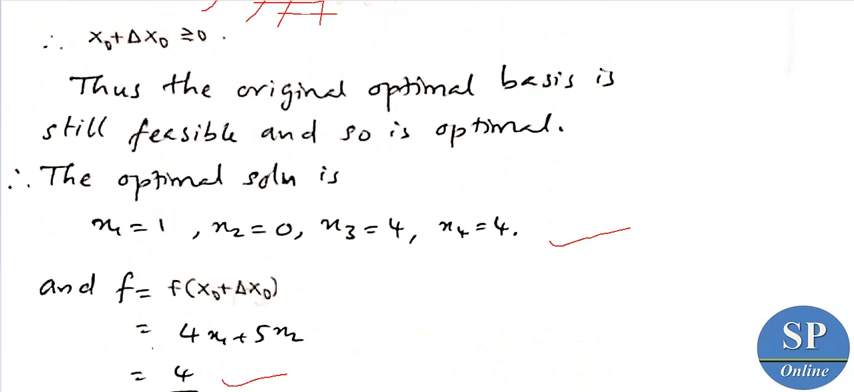 ∴ X₀+ΔX₀ ≥0.
Thus the original optimal basis is
still feasible and so is optimal.
∴ The optimal soln is
x₁ = 1, x₂ = 0, x₃ = 4, x₄ = 4.
and f = f(X₀+ΔX₀)
= 4x₁ + 5x₂
= 4
SP
Online